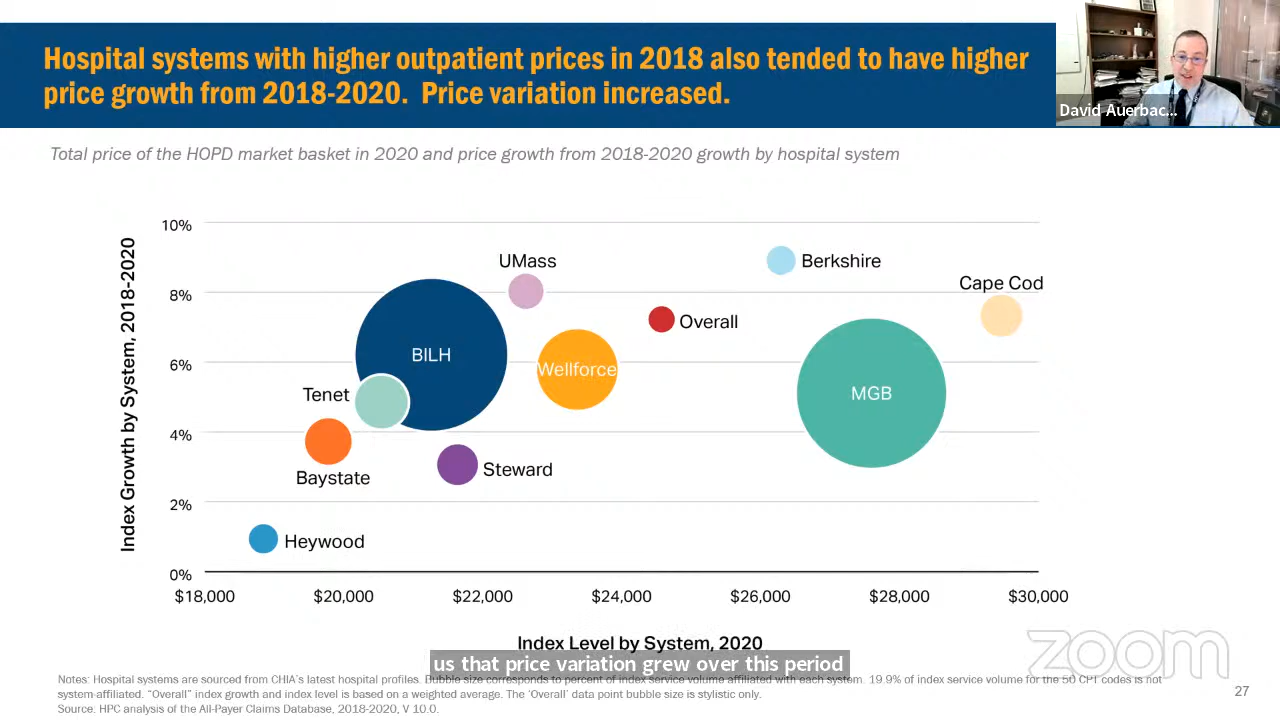 Hospital systems with higher outpatient prices in 2018 also tended to have higher
price growth from 2018-2020. Price variation increased.
David Auerbac...
Total price of the HOPD market basket in 2020 and price growth from 2018-2020 growth by hospital system
Index Growth by System, 2018-2020
10%
8%
6%
4%
2%
0%
UMass
Berkshire
Cape Cod
Overall
BILH
Wellforce
Tenet
MGB
Baystate
Steward
Heywood
$18,000
$20,000
$22,000
$24,000
$26,000
$28,000
$30,000
Index Level by System, 2020
zoom
us that price variation grew over this period
Notes: Hospital systems are sourced from CHIA's latest hospital profiles. Bubble size corresponds to percent of index service volume affiliated with each system. 19.9% of index service volume for the 50 CPT codes is not
system-affiliated. "Overall" index growth and index level is based on a weighted average. The 'Overall' data point bubble size is stylistic only.
Source: HPC analysis of the All-Payer Claims Database, 2018-2020, V 10.0.
27